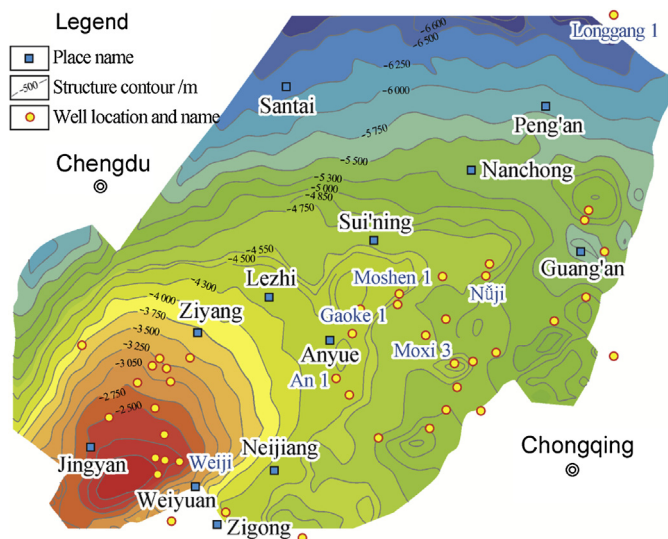 Legend
Place name
-500 Structure contour /m
Well location and name
Longgang 1
-6 600
-6 500
-6 250
-6 000
-5 750
-5 500
-5 300
-5 000
-4 850
-4 750
-4 550
-4 500
-4 300
-4 000
-3 750
-3 500
-3 250
-3 050
-2 750
-2 500
Santai
Peng'an
Chengdu
Nanchong
Sui'ning
Guang'an
Lezhi
Moshen 1
Nǚji
Ziyang
Gaoke 1
Anyue
Moxi 3
An 1
Jingyan
Weiji
Neijiang
Chongqing
Weiyuan
Zigong